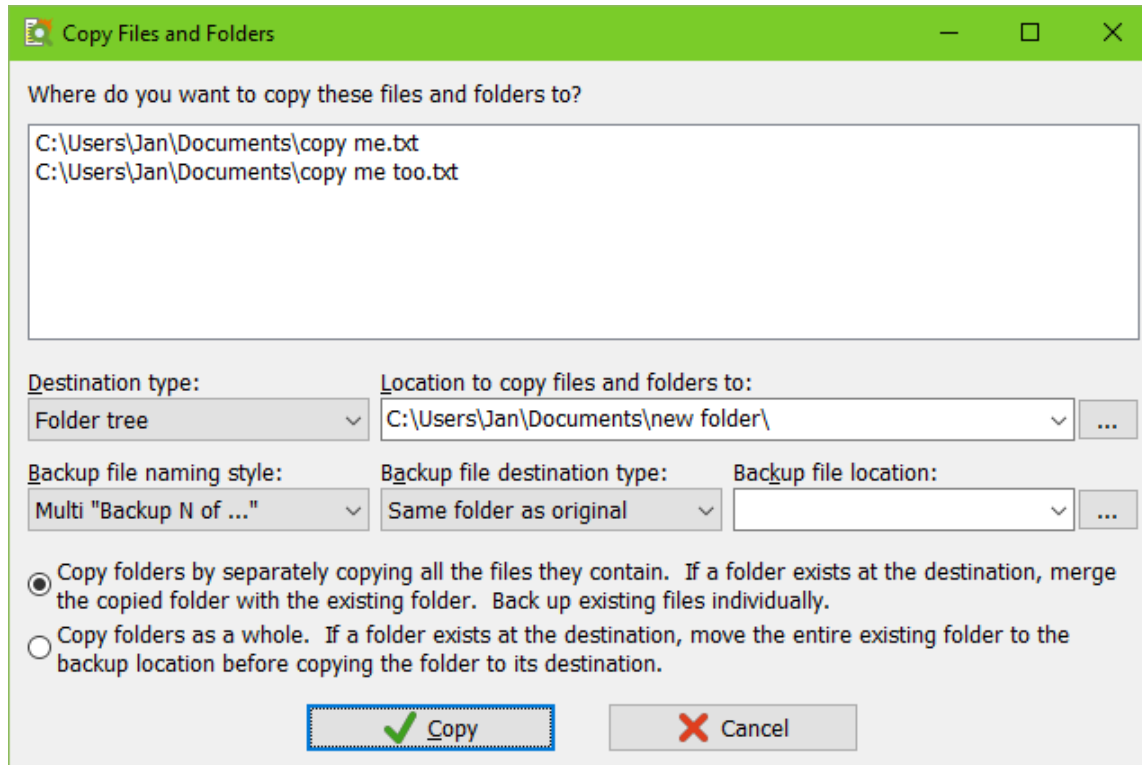 Copy Files and Folders
Where do you want to copy these files and folders to?
C:\Users\Jan\Documents\copy me.txt
C:\Users\Jan\Documents\copy me too.txt
Destination type:
Location to copy files and folders to:
Folder tree
C:\Users\Jan\Documents\new folder\
...
Backup file naming style:
Backup file destination type:
Backup file location:
Multi "Backup N of ..."
Same folder as original
...
Copy folders by separately copying all the files they contain.  If a folder exists at the destination, merge
the copied folder with the existing folder.  Back up existing files individually.
Copy folders as a whole.  If a folder exists at the destination, move the entire existing folder to the
backup location before copying the folder to its destination.
Copy
Cancel